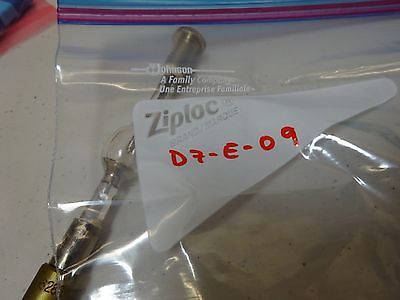 Johnson
A Family Company
Une Entreprise Familiale
Ziploc
BRAND/MARQUE
D7-E-09